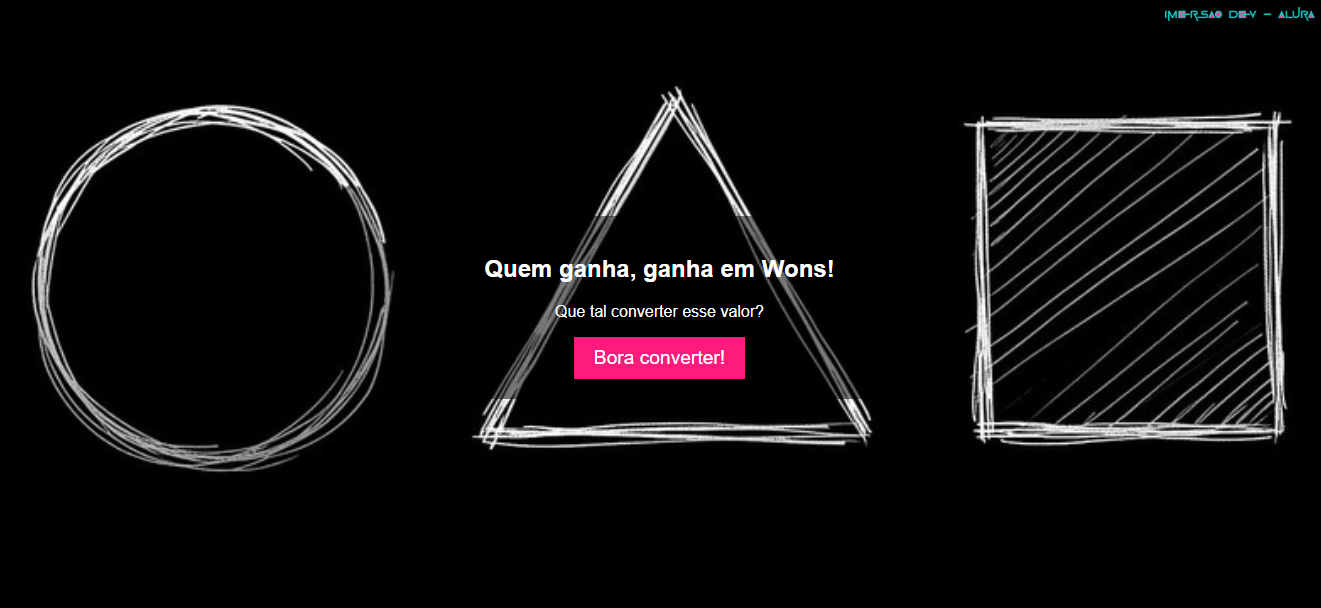 IMERSAO DEV - ALURA
Quem ganha, ganha em Wons!
Que tal converter esse valor?
Bora converter!